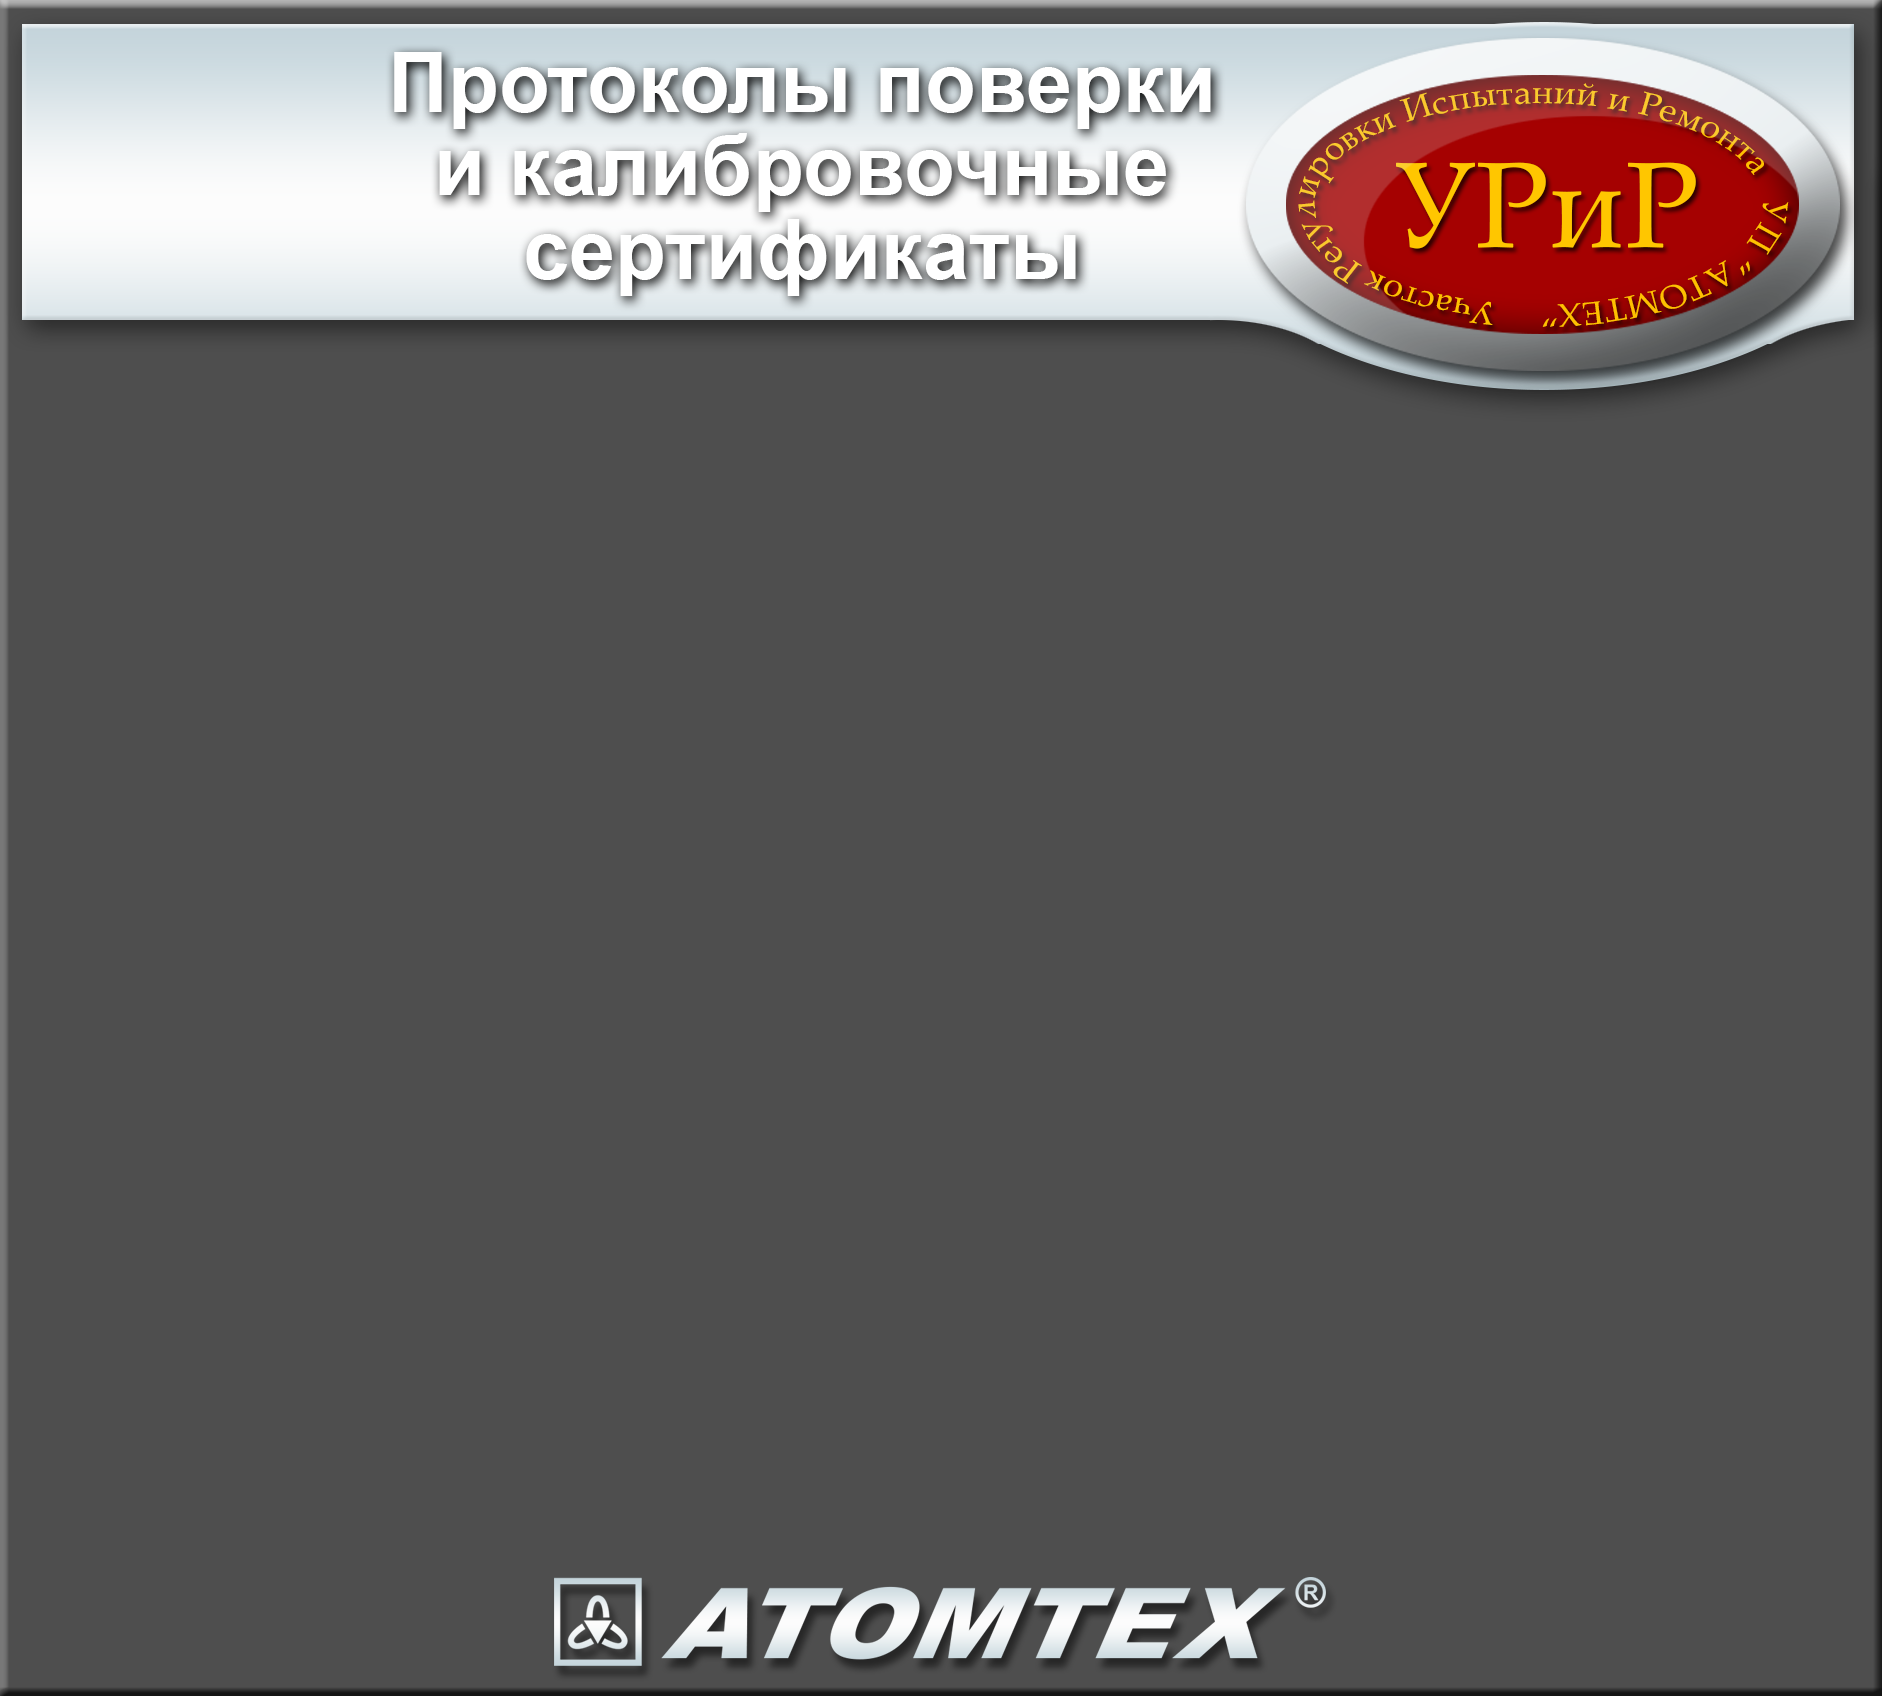 Протоколы поверки
и калибровочные
сертификаты
Участок Регулировки Испытаний и Ремонта УП "АТОМТЕХ"
УРиР
ATOMTEX ®